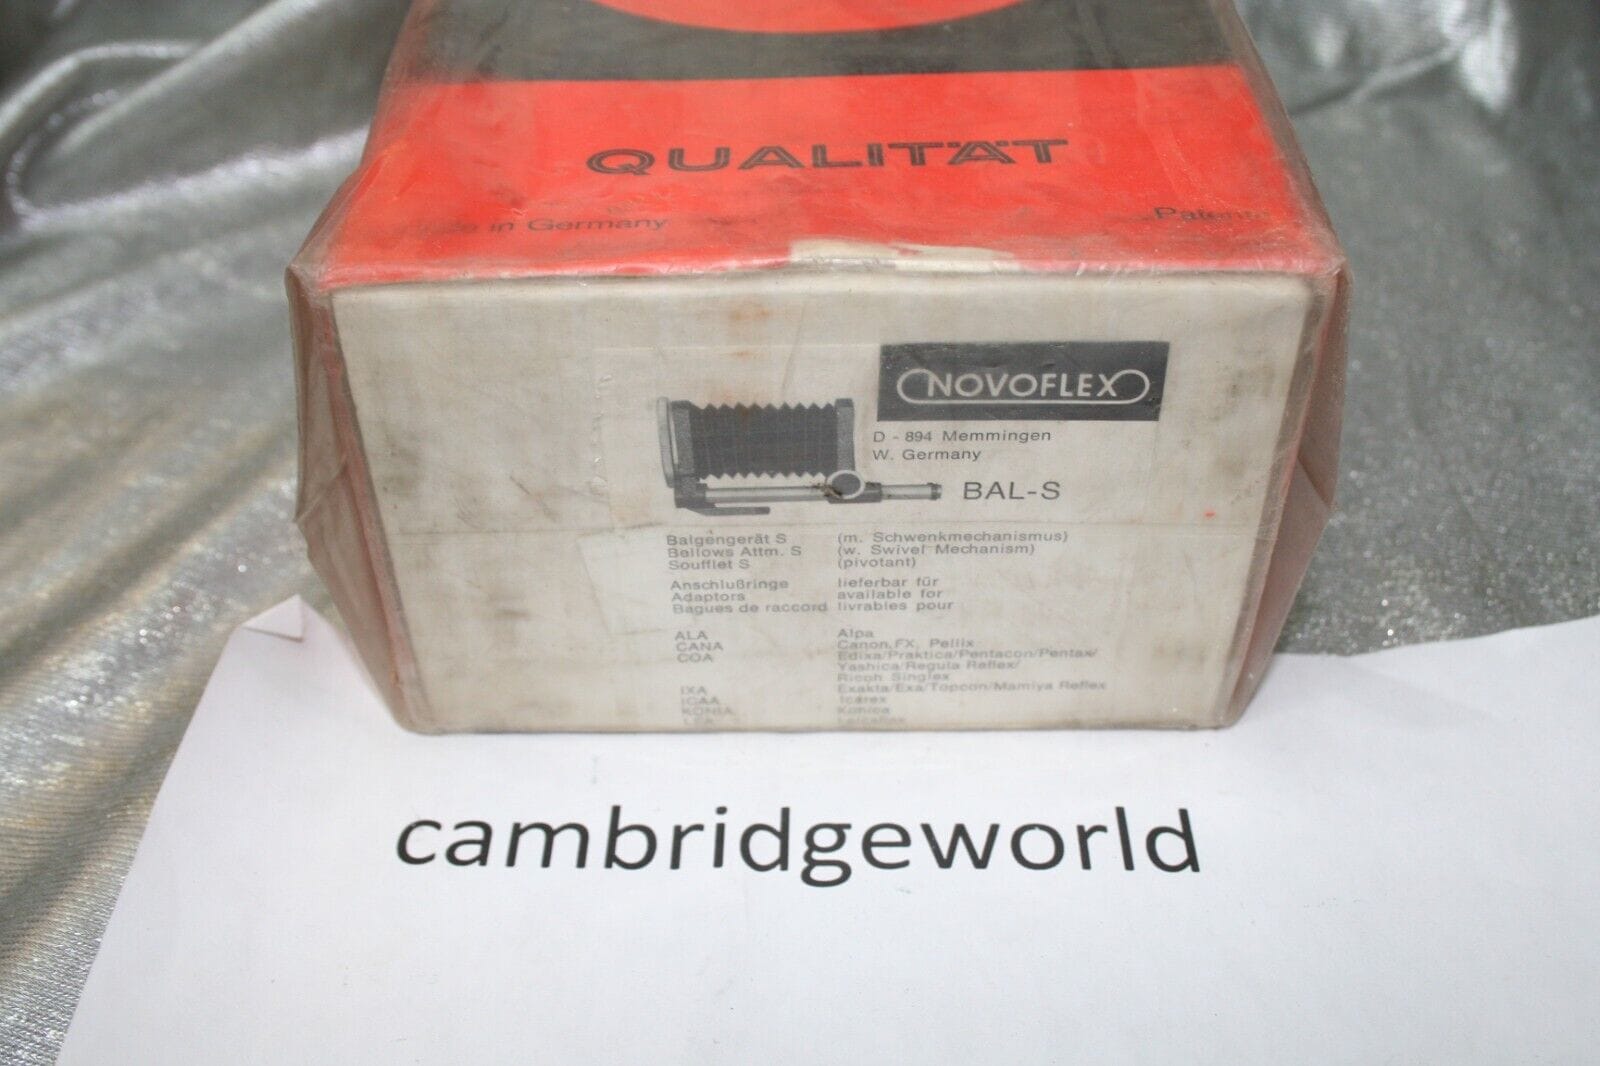 QUALITÄT
in Germany
NOVOFLEX
D - 894 Memmingen
W. Germany
BAL-S
Balgengerät S (m. Schwenkmechanismus)
Bellows Attm. S (w. Swivel Mechanism)
Soufflet S (pivotant)
Anschlußringe lieferbar für
Adaptors available for
Bagues de raccord livrables pour
ALA Alpa
CANA Canon, FX, Pellix
COA Edixa/Praktica/Pentacon/Pentax/
Yashica/Regula Reflex/
Ricoh Singlex
IXA Exakta/Exa/Topcon/Mamiya Reflex
ICAA Icarex
KONIA Konica
cambridgeworld